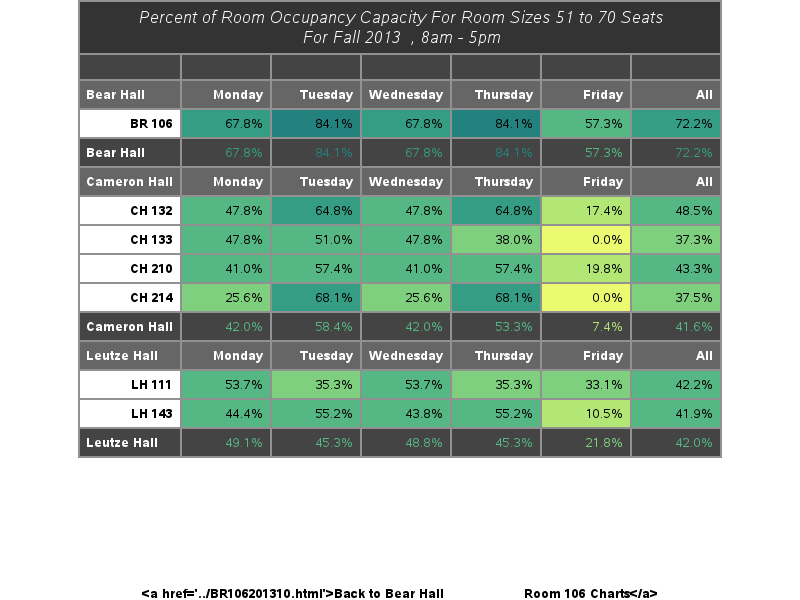 Percent of Room Occupancy Capacity For Room Sizes 51 to 70 Seats
For Fall 2013 , 8am - 5pm
Bear Hall Monday Tuesday Wednesday Thursday Friday All
BR 106 67.8% 84.1% 67.8% 84.1% 57.3% 72.2%
Bear Hall 67.8% 84.1% 67.8% 84.1% 57.3% 72.2%
Cameron Hall Monday Tuesday Wednesday Thursday Friday All
CH 132 47.8% 64.8% 47.8% 64.8% 17.4% 48.5%
CH 133 47.8% 51.0% 47.8% 38.0% 0.0% 37.3%
CH 210 41.0% 57.4% 41.0% 57.4% 19.8% 43.3%
CH 214 25.6% 68.1% 25.6% 68.1% 0.0% 37.5%
Cameron Hall 42.0% 58.4% 42.0% 53.3% 7.4% 41.6%
Leutze Hall Monday Tuesday Wednesday Thursday Friday All
LH 111 53.7% 35.3% 53.7% 35.3% 33.1% 42.2%
LH 143 44.4% 55.2% 43.8% 55.2% 10.5% 41.9%
Leutze Hall 49.1% 45.3% 48.8% 45.3% 21.8% 42.0%
<a href='../BR106201310.html'>Back to Bear Hall Room 106 Charts</a>